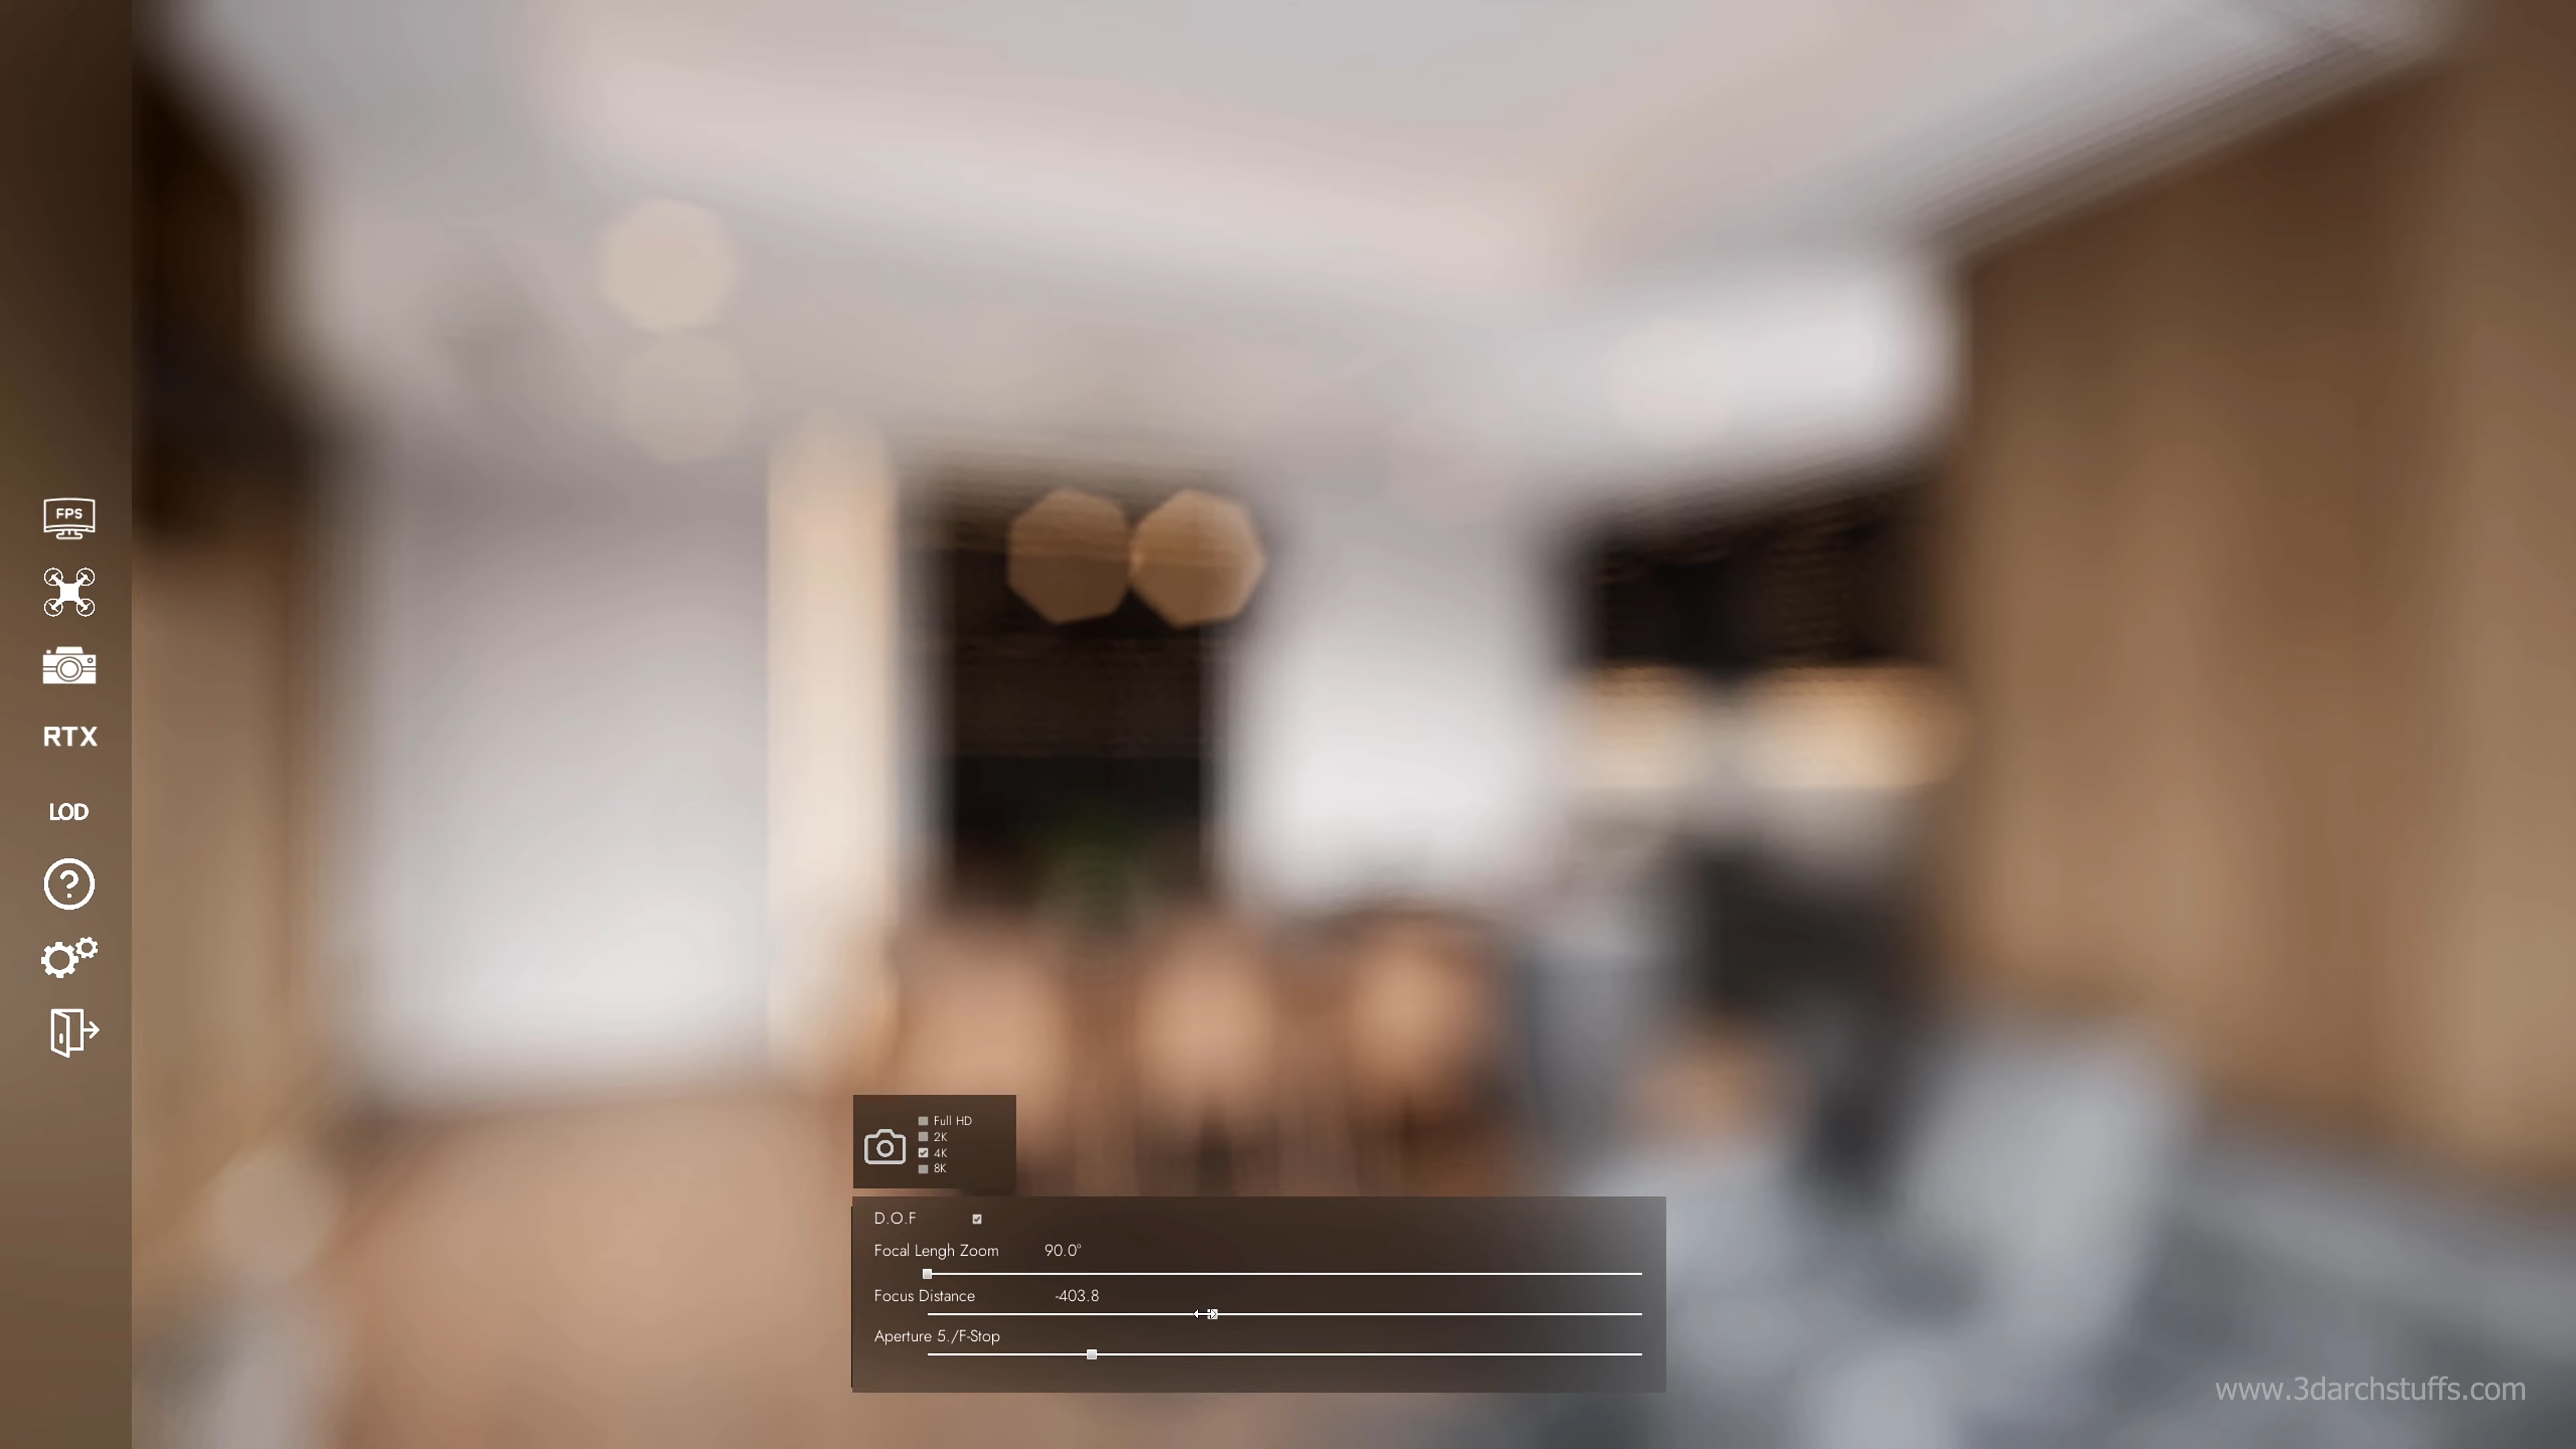 FPS
RTX
LOD
Full HD
2K
4K
8K
D.O.F
Focal Lengh Zoom 90.0°
Focus Distance -403.8
Aperture 5./F-Stop
www.3darchstuffs.com